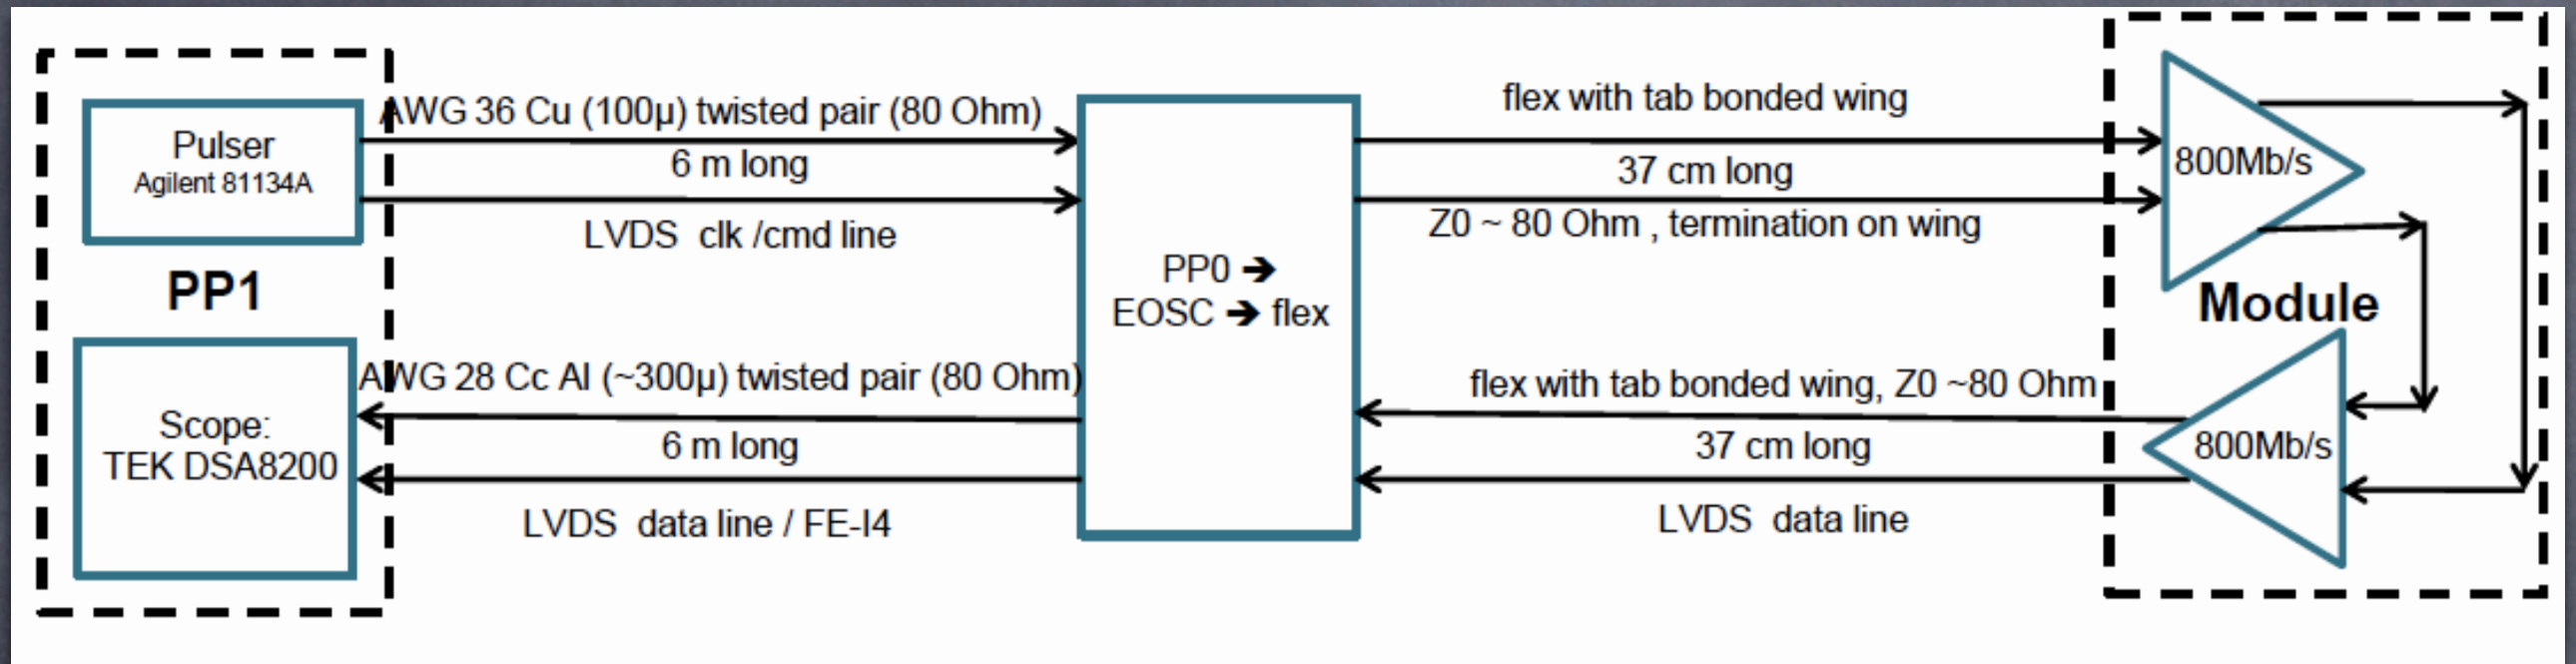 Pulser
Agilent 81134A
PP1
Scope:
TEK DSA8200
AWG 36 Cu (100µ) twisted pair (80 Ohm)
6 m long
LVDS clk /cmd line
AWG 28 Cc Al (~300µ) twisted pair (80 Ohm)
6 m long
LVDS data line / FE-I4
PP0 ➔
EOSC ➔ flex
flex with tab bonded wing
37 cm long
Z0 ~ 80 Ohm , termination on wing
flex with tab bonded wing, Z0 ~80 Ohm
37 cm long
LVDS data line
800Mb/s
Module
800Mb/s